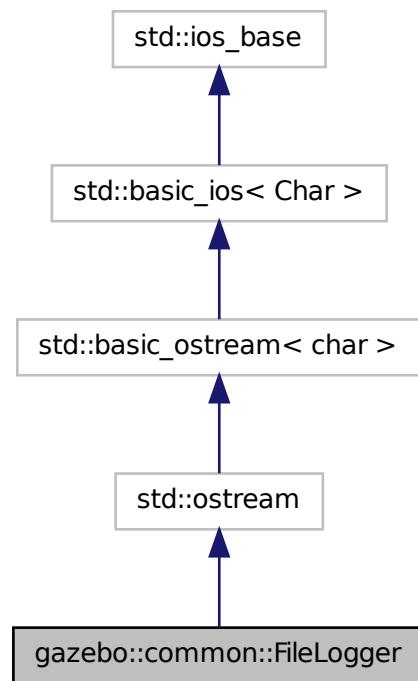 std::ios_base
std::basic_ios< Char >
std::basic_ostream< char >
std::ostream
gazebo::common::FileLogger